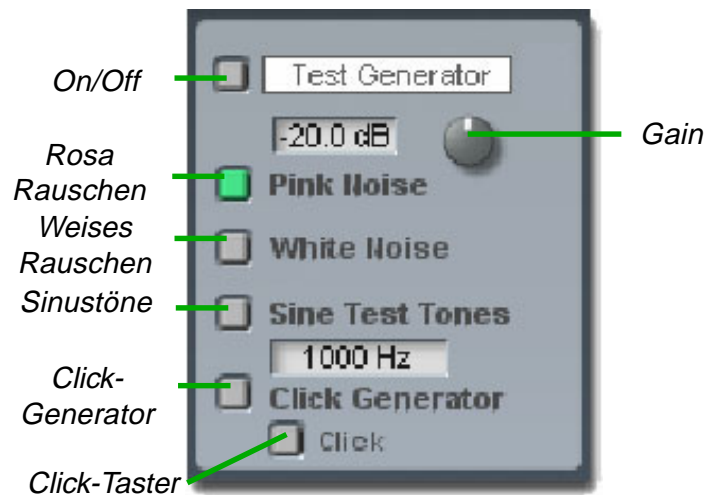 On/Off
Test Generator
-20.0 dB
Gain
Rosa
Rauschen
Pink Noise
Weises
Rauschen
White Noise
Sinustöne
Sine Test Tones
1000 Hz
Click-
Generator
Click Generator
Click
Click-Taster